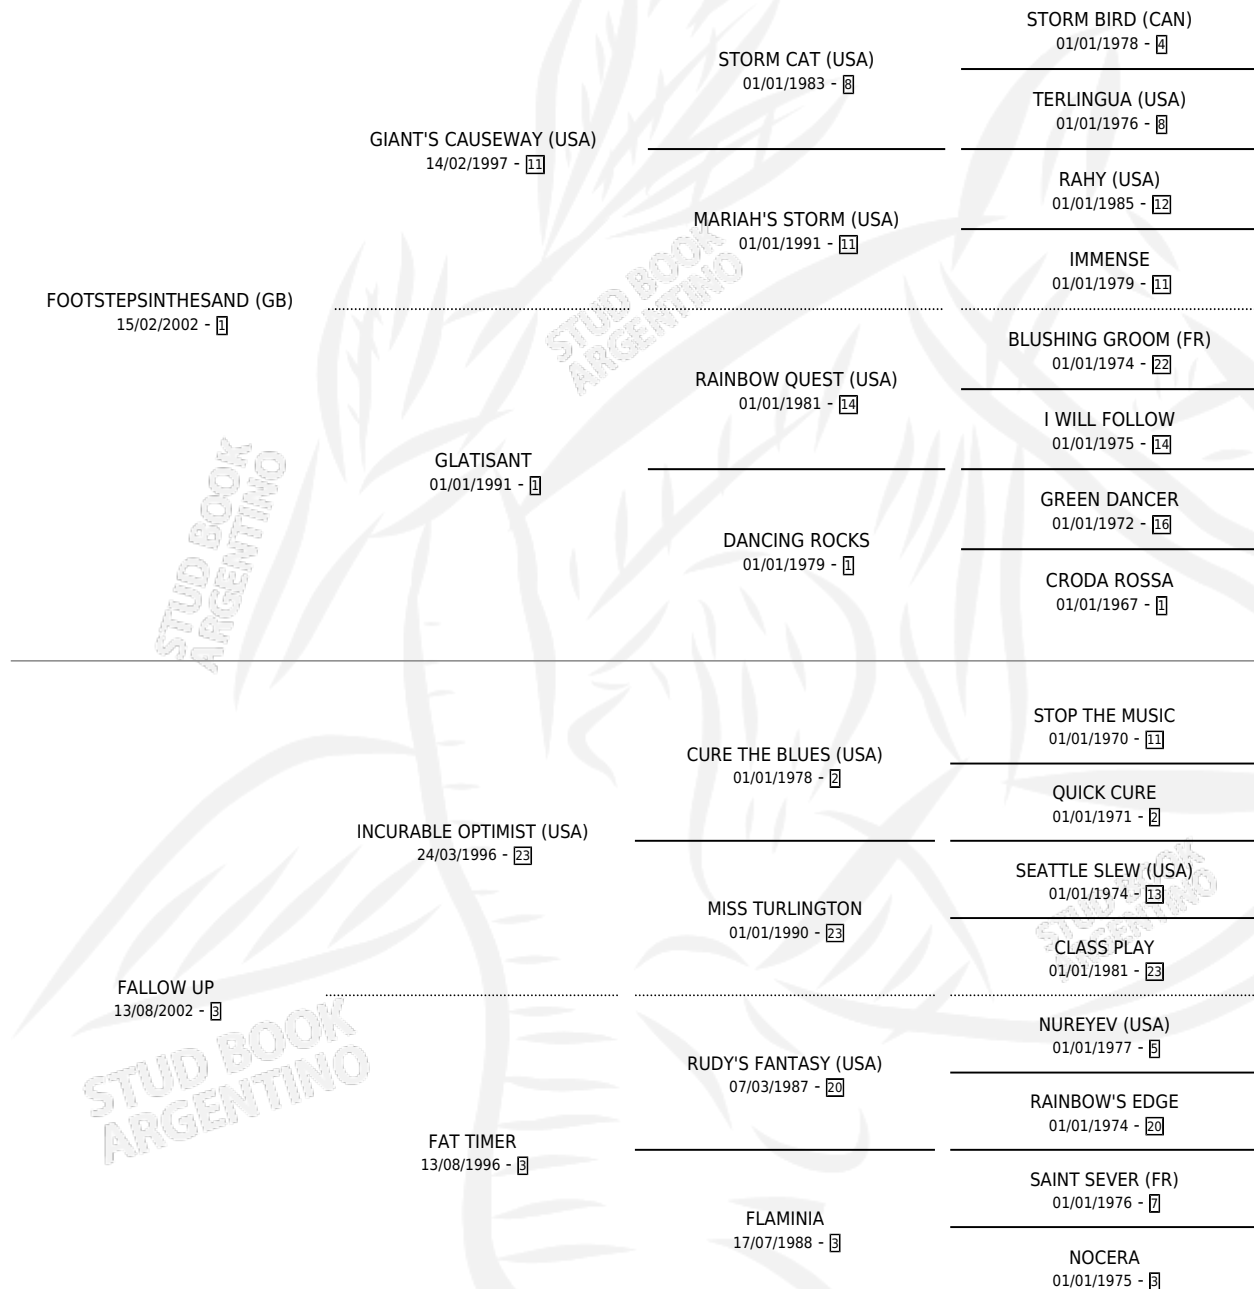 STORM BIRD (CAN)
01/01/1978 - 4
STORM CAT (USA)
01/01/1983 - 8
TERLINGUA (USA)
01/01/1976 - 8
GIANT'S CAUSEWAY (USA)
14/02/1997 - 11
RAHY (USA)
01/01/1985 - 12
MARIAH'S STORM (USA)
01/01/1991 - 11
IMMENSE
01/01/1979 - 11
FOOTSTEPSINTHESAND (GB)
15/02/2002 - 1
BLUSHING GROOM (FR)
01/01/1974 - 22
RAINBOW QUEST (USA)
01/01/1981 - 14
I WILL FOLLOW
01/01/1975 - 14
GLATISANT
01/01/1991 - 1
GREEN DANCER
01/01/1972 - 16
DANCING ROCKS
01/01/1979 - 1
CRODA ROSSA
01/01/1967 - 1
STOP THE MUSIC
01/01/1970 - 11
CURE THE BLUES (USA)
01/01/1978 - 2
QUICK CURE
01/01/1971 - 2
INCURABLE OPTIMIST (USA)
24/03/1996 - 23
SEATTLE SLEW (USA)
01/01/1974 - 13
MISS TURLINGTON
01/01/1990 - 23
CLASS PLAY
01/01/1981 - 23
FALLOW UP
13/08/2002 - 3
NUREYEV (USA)
01/01/1977 - 5
RUDY'S FANTASY (USA)
07/03/1987 - 20
RAINBOW'S EDGE
01/01/1974 - 20
FAT TIMER
13/08/1996 - 3
SAINT SEVER (FR)
01/01/1976 - 7
FLAMINIA
17/07/1988 - 3
NOCERA
01/01/1975 - 3
STUD BOOK
ARGENTINO
STUD BOOK
ARGENTINO
STUD BOOK
ARGENTINO
STUD BOOK
ARGENTINO